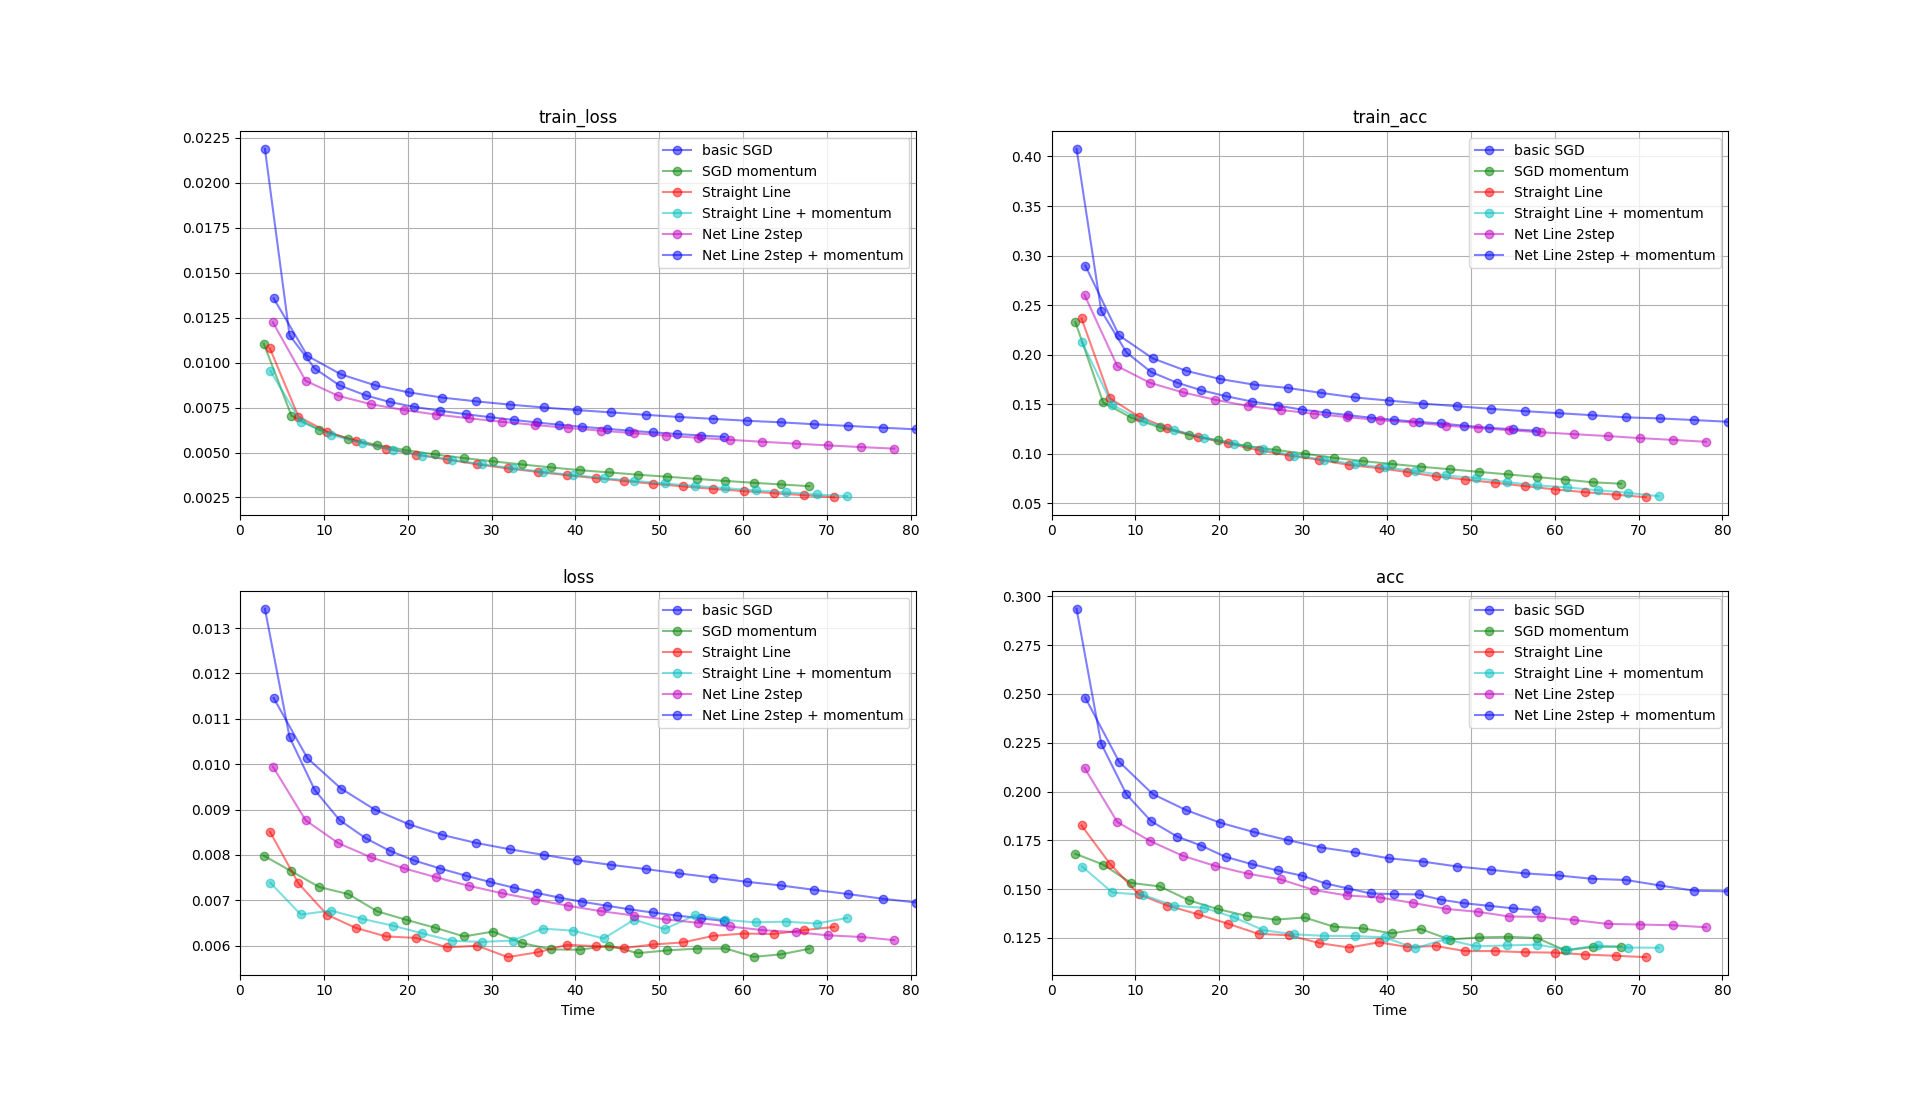 train_loss
0.0225
0.0200
0.0175
0.0150
0.0125
0.0100
0.0075
0.0050
0.0025
0 10 20 30 40 50 60 70 80
basic SGD
SGD momentum
Straight Line
Straight Line + momentum
Net Line 2step
Net Line 2step + momentum
train_acc
0.40
0.35
0.30
0.25
0.20
0.15
0.10
0.05
0 10 20 30 40 50 60 70 80
basic SGD
SGD momentum
Straight Line
Straight Line + momentum
Net Line 2step
Net Line 2step + momentum
loss
0.013
0.012
0.011
0.010
0.009
0.008
0.007
0.006
0 10 20 30 40 50 60 70 80
Time
basic SGD
SGD momentum
Straight Line
Straight Line + momentum
Net Line 2step
Net Line 2step + momentum
acc
0.300
0.275
0.250
0.225
0.200
0.175
0.150
0.125
0 10 20 30 40 50 60 70 80
Time
basic SGD
SGD momentum
Straight Line
Straight Line + momentum
Net Line 2step
Net Line 2step + momentum